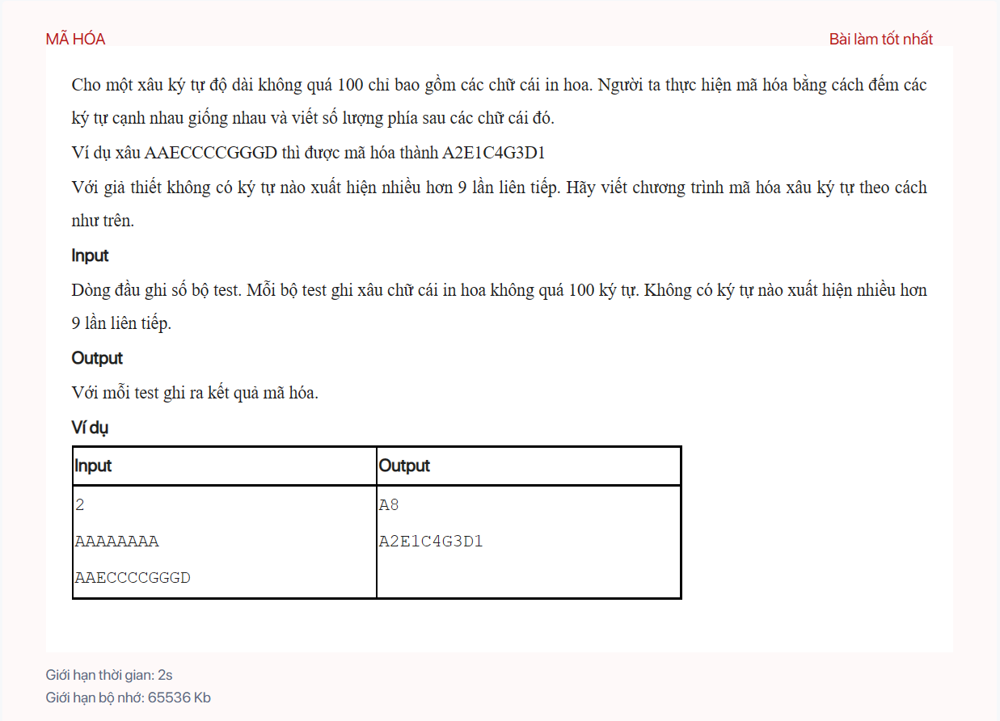 MÃ HÓA
Bài làm tốt nhất
Cho một xâu ký tự độ dài không quá 100 chỉ bao gồm các chữ cái in hoa. Người ta thực hiện mã hóa bằng cách đếm các
ký tự cạnh nhau giống nhau và viết số lượng phía sau các chữ cái đó.
Ví dụ xâu AAECCCCGGGD thì được mã hóa thành A2E1C4G3D1
Với giả thiết không có ký tự nào xuất hiện nhiều hơn 9 lần liên tiếp. Hãy viết chương trình mã hóa xâu ký tự theo cách
như trên.
Input
Dòng đầu ghi số bộ test. Mỗi bộ test ghi xâu chữ cái in hoa không quá 100 ký tự. Không có ký tự nào xuất hiện nhiều hơn
9 lần liên tiếp.
Output
Với mỗi test ghi ra kết quả mã hóa.
Ví dụ
Input
Output
2
AAAAAAAA
AAECCCCGGGD
A8
A2E1C4G3D1
Giới hạn thời gian: 2s
Giới hạn bộ nhớ: 65536 Kb